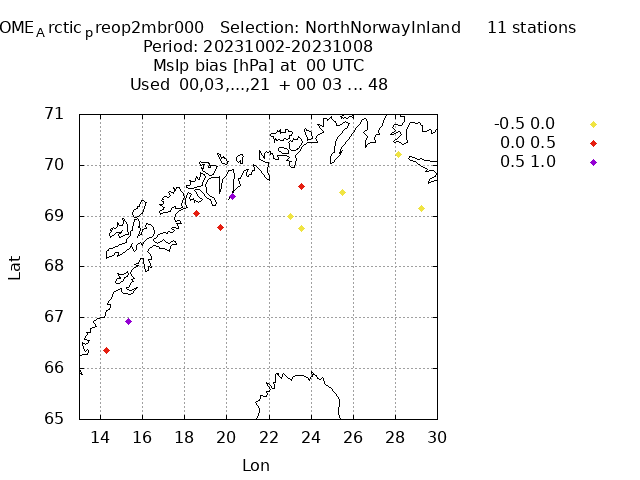 OME_A rctic_preop2mbr000 Selection: NorthNorwayInland 11 stations
Period: 20231002-20231008
Mslp bias [hPa] at 00 UTC
Used 00,03,...,21 + 00 03 ... 48
-0.5 0.0
0.0 0.5
0.5 1.0
71
70
69
68
67
66
65
Lat
14 16 18 20 22 24 26 28 30
Lon